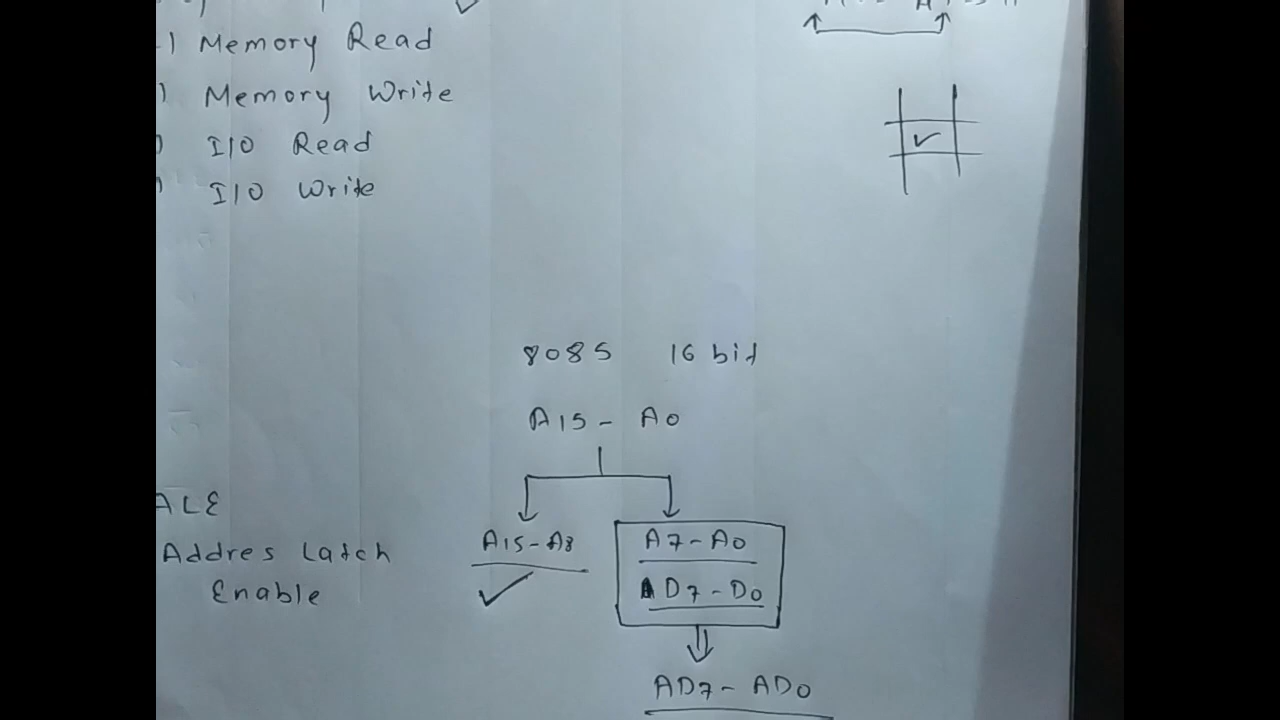 Memory Read
Memory Write
I/O Read
I/O Write
8085 16 bit
A15 - A0
ALE
Addres Latch
Enable
A15-A8
A7-A0
D7-D0
AD7- AD0